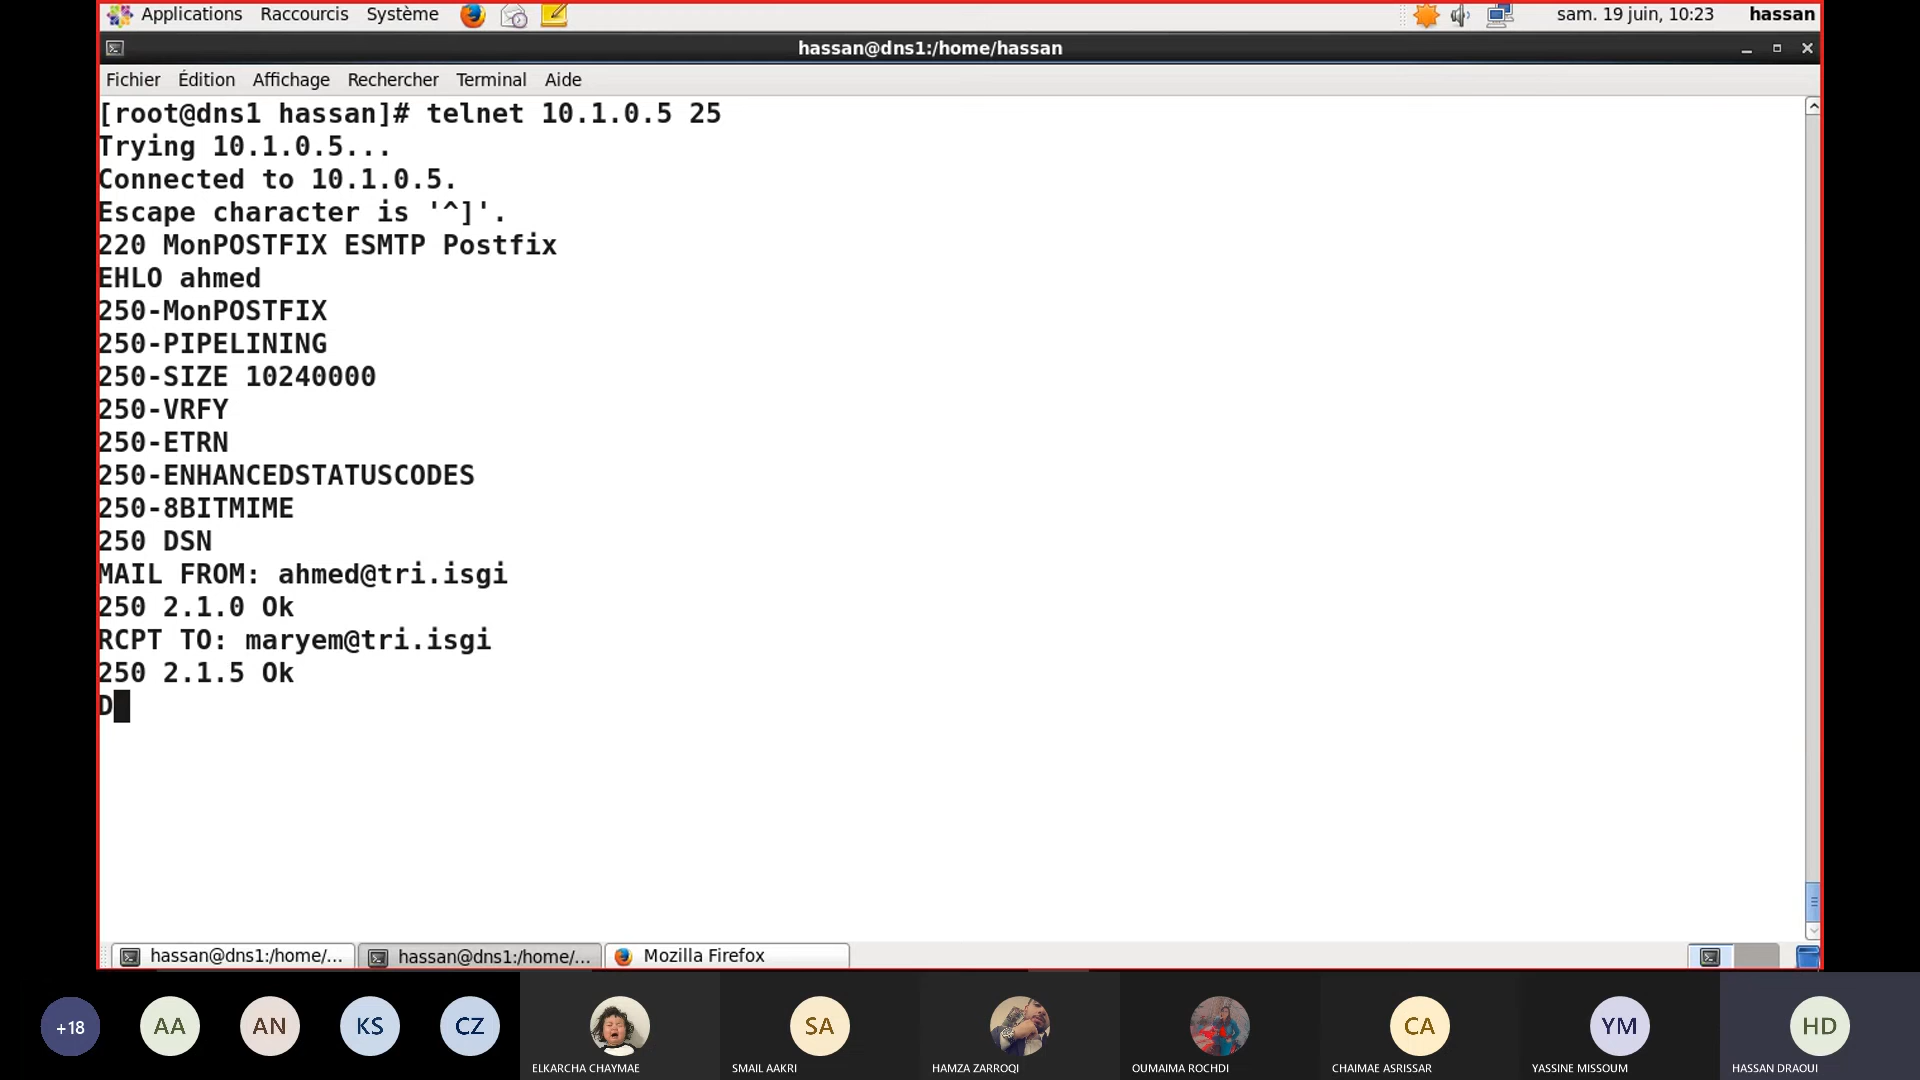 Applications Raccourcis Système sam. 19 juin, 10:23 hassan
hassan@dns1:/home/hassan
Fichier Édition Affichage Rechercher Terminal Aide
[root@dns1 hassan]# telnet 10.1.0.5 25
Trying 10.1.0.5...
Connected to 10.1.0.5.
Escape character is '^]'.
220 MonPOSTFIX ESMTP Postfix
EHLO ahmed
250-MonPOSTFIX
250-PIPELINING
250-SIZE 10240000
250-VRFY
250-ETRN
250-ENHANCEDSTATUSCODES
250-8BITMIME
250 DSN
MAIL FROM: ahmed@tri.isgi
250 2.1.0 Ok
RCPT TO: maryem@tri.isgi
250 2.1.5 Ok
D
hassan@dns1:/home/... hassan@dns1:/home/... Mozilla Firefox
+18 AA AN KS CZ SA CA YM HD
ELKARCHA CHAYMAE SMAIL AAKRI HAMZA ZARROQI OUMAIMA ROCHDI CHAIMAE ASRISSAR YASSINE MISSOUM HASSAN DRAOUI